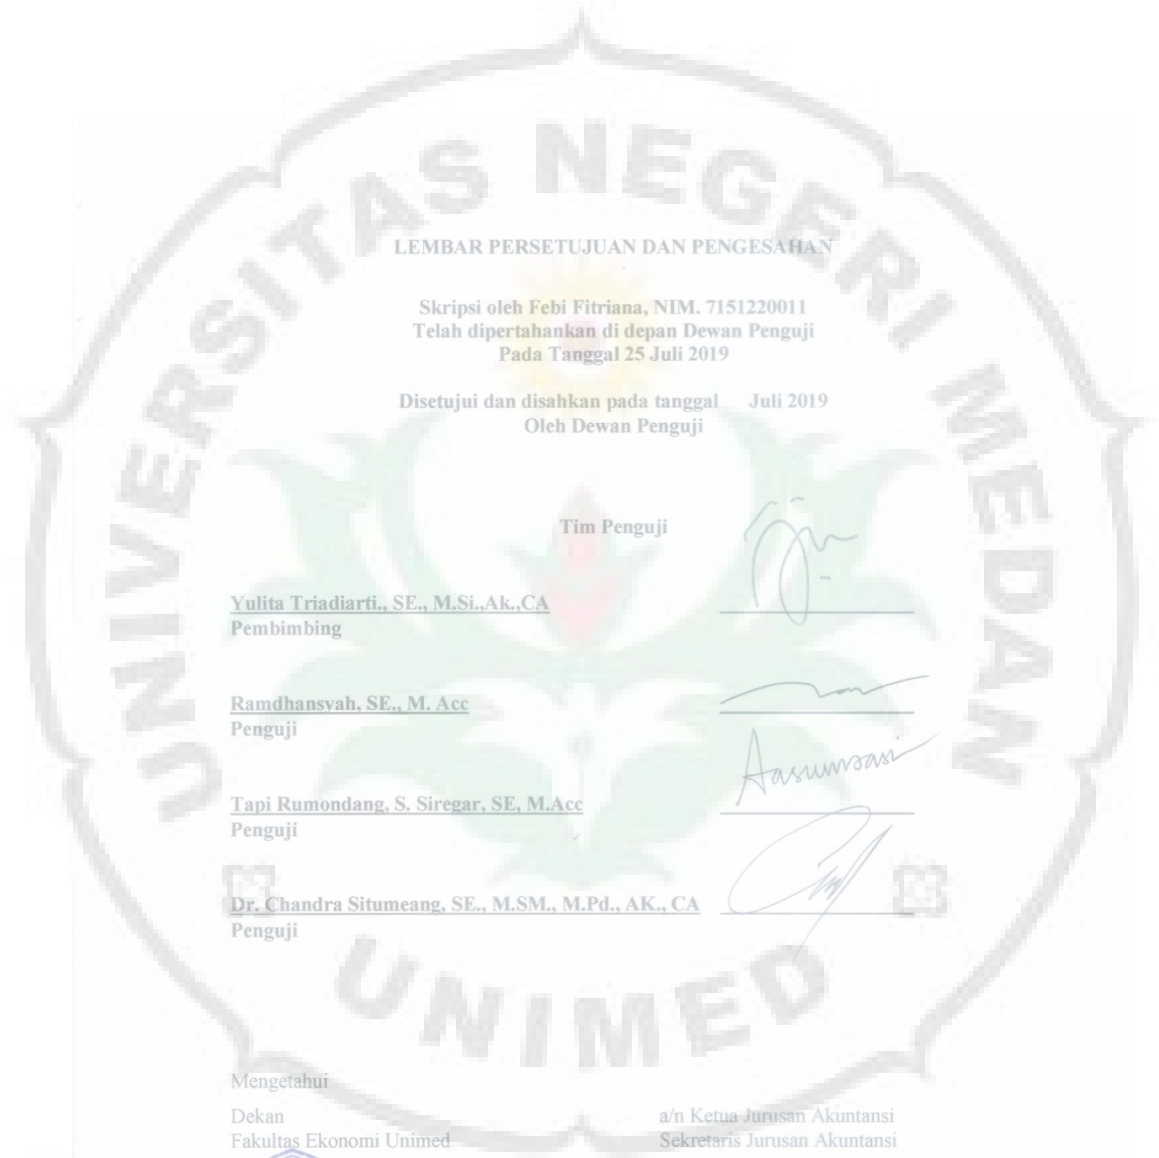 UNIVERSITAS NEGERI MEDAN
LEMBAR PERSETUJUAN DAN PENGESAHAN
Skripsi oleh Febi Fitriana, NIM. 7151220011
Telah dipertahankan di depan Dewan Penguji
Pada Tanggal 25 Juli 2019
Disetujui dan disahkan pada tanggal Juli 2019
Oleh Dewan Penguji
Tim Penguji
Yulita Triadiarti., SE., M.Si.,Ak.,CA
Pembimbing
Ramdhansyah, SE., M. Acc
Penguji
Tapi Rumondang, S. Siregar, SE, M.Acc
Penguji
Dr. Chandra Situmeang, SE., M.SM., M.Pd., AK., CA
Penguji
UNIMED
Mengetahui
Dekan a/n Ketua Jurusan Akuntansi
Fakultas Ekonomi Unimed Sekretaris Jurusan Akuntansi